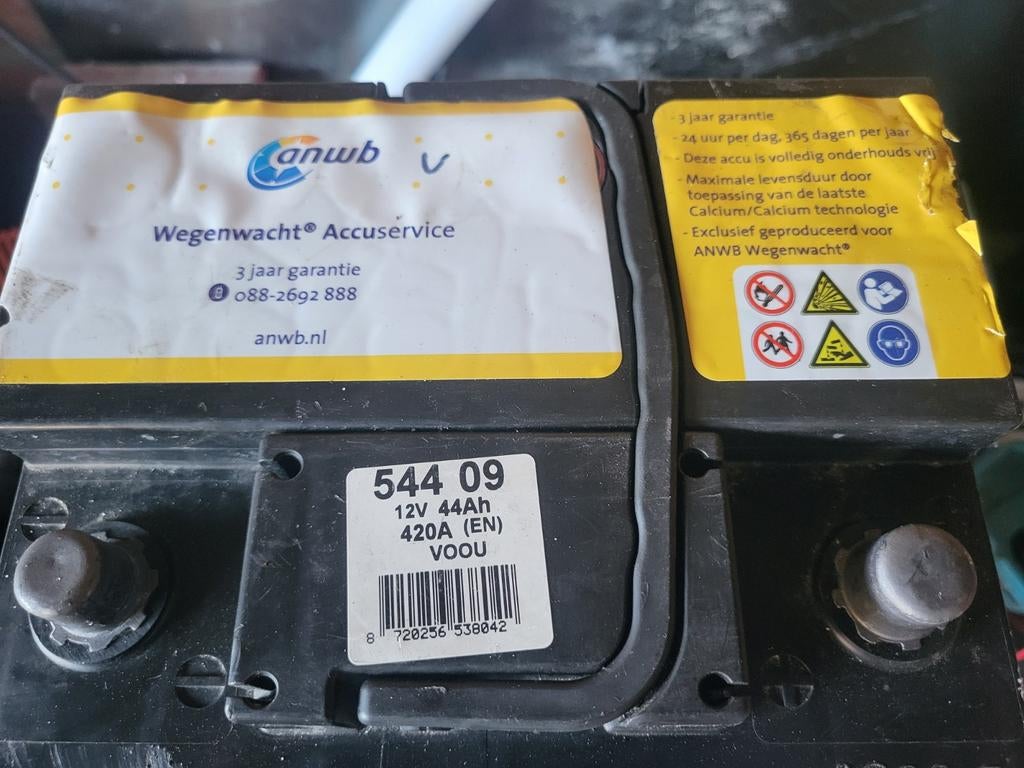 anwb
Wegenwacht® Accuservice
3 jaar garantie
088-2692 888
anwb.nl
- 3 jaar garantie
- 24 uur per dag, 365 dagen per jaar
- Deze accu is volledig onderhouds vrij
- Maximale levensduur door
toepassing van de laatste
Calcium/Calcium technologie
- Exclusief geproduceerd voor
ANWB Wegenwacht®
544 09
12V 44Ah
420A (EN)
VOOU
8 720256 538042